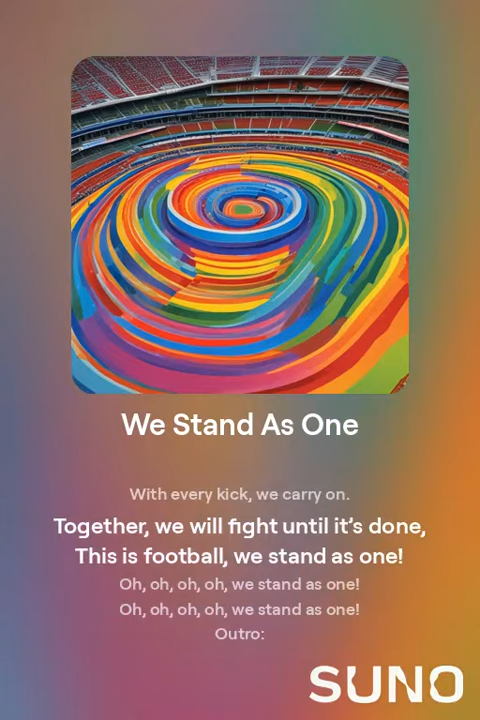 We Stand As One
With every kick, we carry on.
Together, we will fight until it's done,
This is football, we stand as one!
Oh, oh, oh, oh, we stand as one!
Oh, oh, oh, oh, we stand as one!
Outro:
SUNO